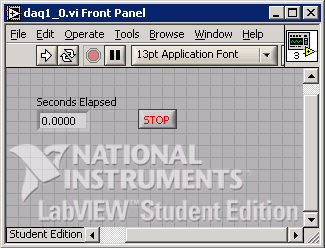 daq1_0.vi Front Panel
File Edit Operate Tools Browse Window Help
13pt Application Font
3
Seconds Elapsed
0.0000 STOP
NATIONAL
INSTRUMENTS
LabVIEW™ Student Edition
Student Edition